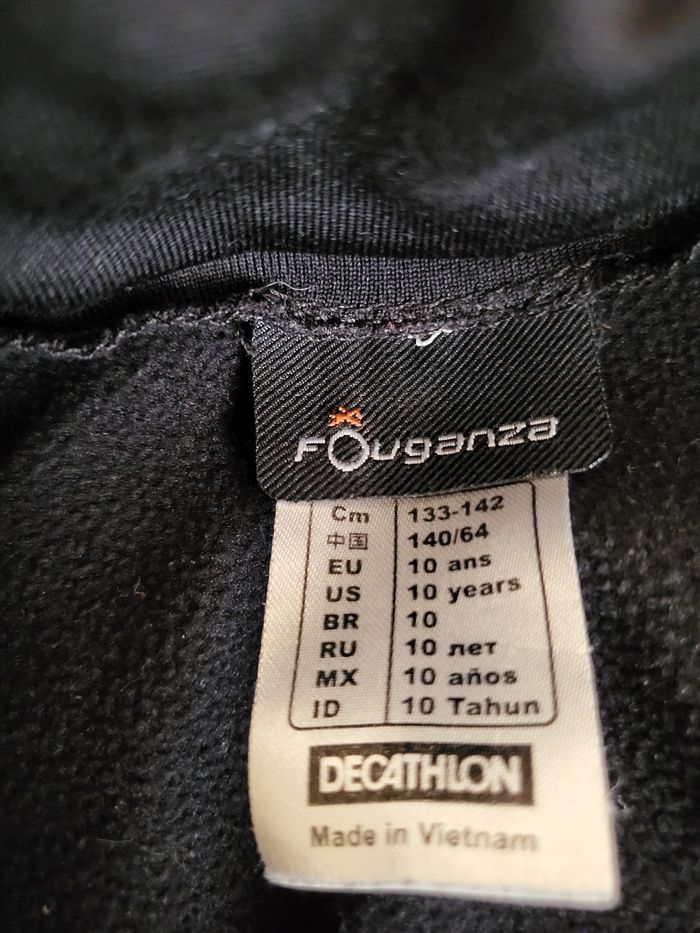 Fouganza
Cm 133-142
中国 140/64
EU 10 ans
US 10 years
BR 10
RU 10 лет
MX 10 años
ID 10 Tahun
DECATHLON
Made in Vietnam